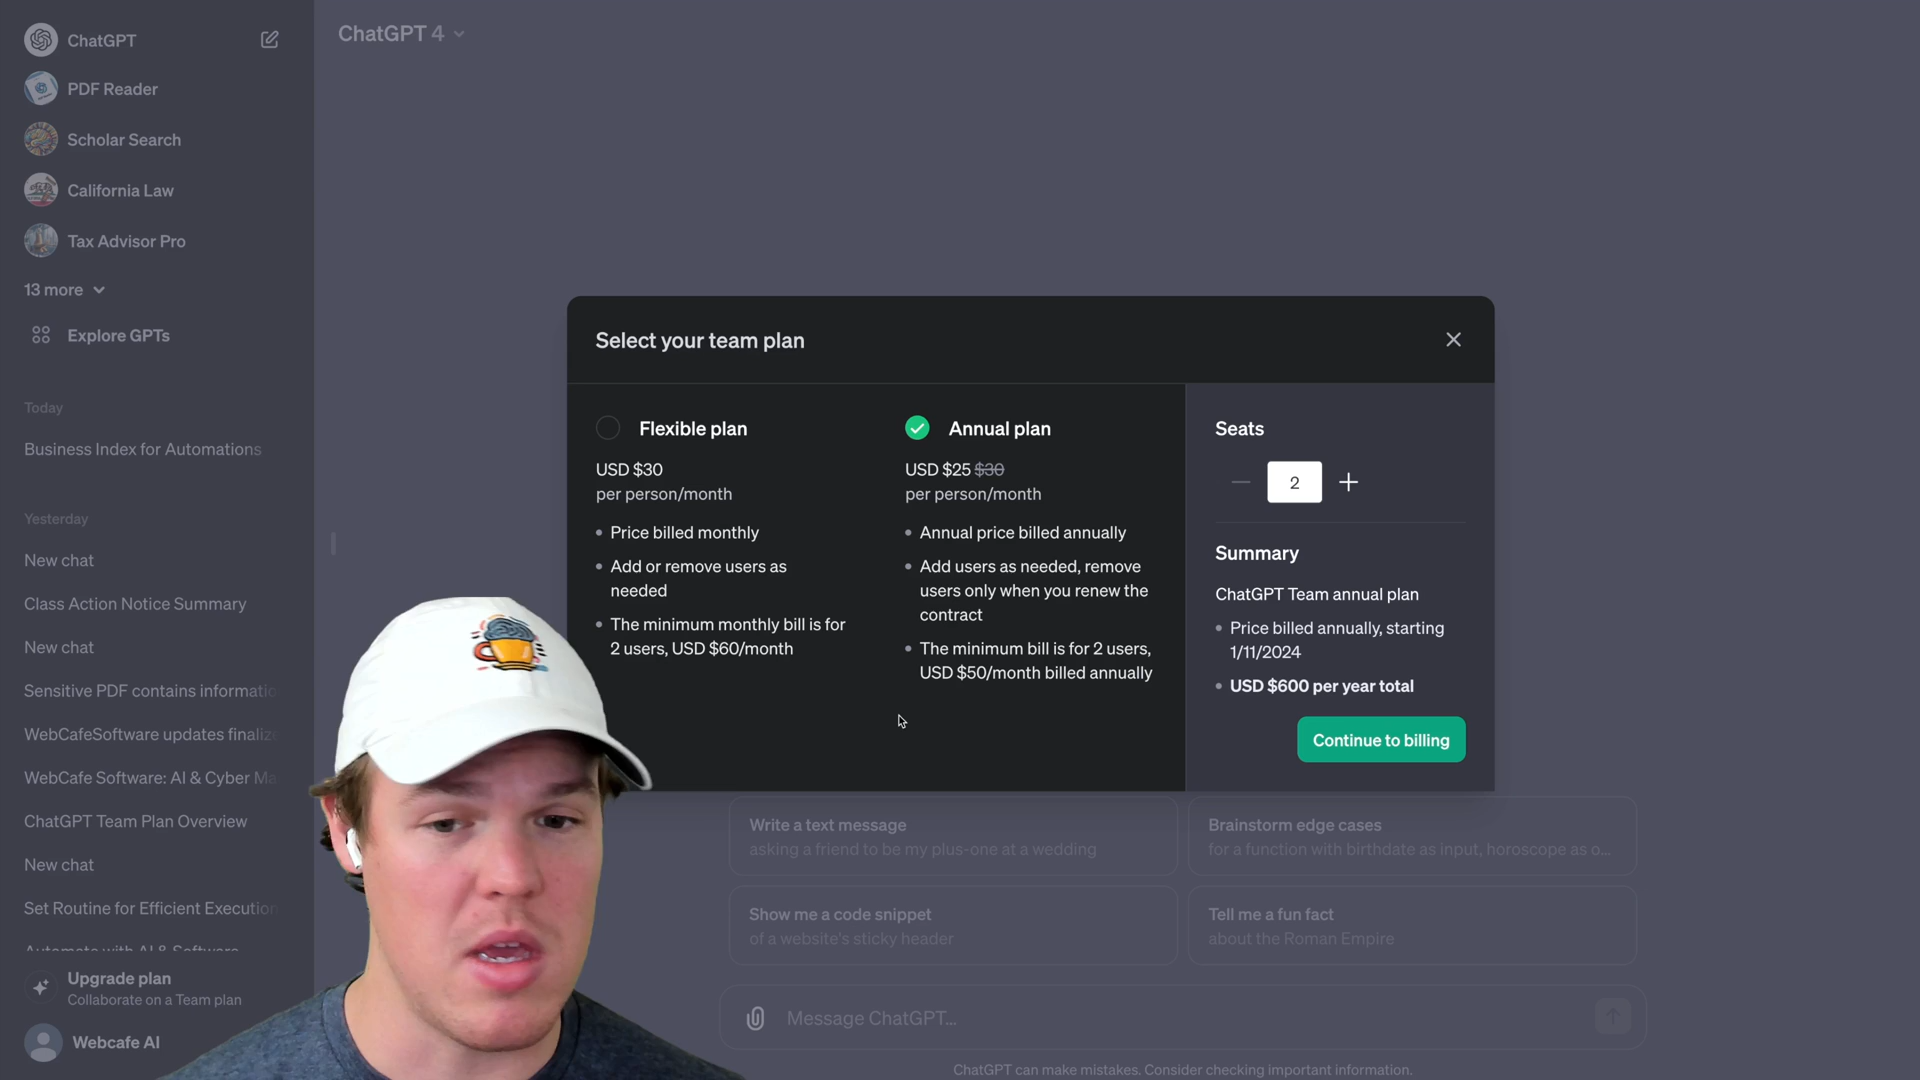 ChatGPT
PDF Reader
Scholar Search
California Law
Tax Advisor Pro
13 more
Explore GPTs
Today
Business Index for Automations
Yesterday
New chat
Class Action Notice Summary
New chat
Sensitive PDF contains informatio
WebCafeSoftware updates finalize
WebCafe Software: AI & Cyber Ma
ChatGPT Team Plan Overview
New chat
Set Routine for Efficient Execution
Automate with AI & Software
Upgrade plan
Collaborate on a Team plan
Webcafe AI
ChatGPT 4
Select your team plan
Flexible plan
USD $30
per person/month
• Price billed monthly
• Add or remove users as
needed
• The minimum monthly bill is for
2 users, USD $60/month
Annual plan
USD $25 $30
per person/month
• Annual price billed annually
• Add users as needed, remove
users only when you renew the
contract
• The minimum bill is for 2 users,
USD $50/month billed annually
Seats
— 2 +
Summary
ChatGPT Team annual plan
• Price billed annually, starting
1/11/2024
• USD $600 per year total
Continue to billing
Write a text message
asking a friend to be my plus-one at a wedding
Brainstorm edge cases
for a function with birthdate as input, horoscope as o...
Show me a code snippet
of a website's sticky header
Tell me a fun fact
about the Roman Empire
Message ChatGPT...
ChatGPT can make mistakes. Consider checking important information.